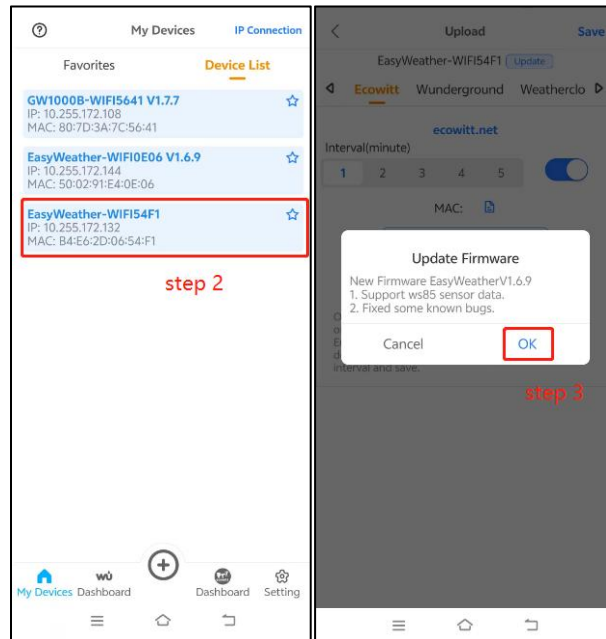 My Devices
IP Connection
Favorites
Device List
GW1000B-WIFI5641 V1.7.7
IP: 10.255.172.108
MAC: 80:7D:3A:7C:56:41
EasyWeather-WIFI0E06 V1.6.9
IP: 10.255.172.144
MAC: 50:02:91:E4:0E:06
EasyWeather-WIFI54F1
IP: 10.255.172.132
MAC: B4:E6:2D:06:54:F1
step 2
My Devices
wu
Dashboard
Dashboard
Setting
Upload
Save
EasyWeather-WIFI54F1 Update
Ecowitt Wunderground Weatherclo
ecowitt.net
Interval(minute)
1 2 3 4 5
MAC:
Update Firmware
New Firmware EasyWeatherV1.6.9
1. Support ws85 sensor data.
2. Fixed some known bugs.
Cancel
OK
interval and save.
step 3